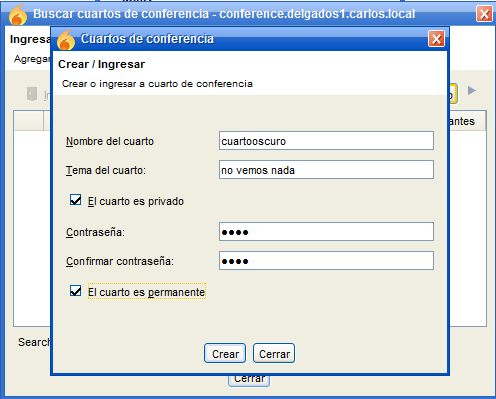 Buscar cuartos de conferencia - conference.delgados1.carlos.local
Ingresa
Agregar
Cuartos de conferencia
Crear / Ingresar
Crear o ingresar a cuarto de conferencia
Nombre del cuarto
cuartooscuro
Tema del cuarto:
no vemos nada
El cuarto es privado
Contraseña:
●●●●
Confirmar contraseña:
●●●●
El cuarto es permanente
Crear
Cerrar
antes
Search
Cerrar